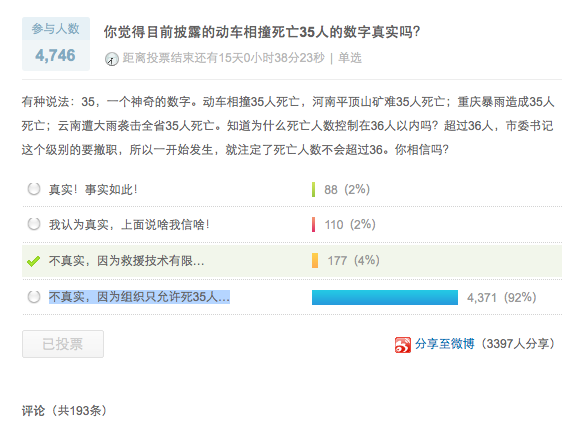 参与人数
4,746
你觉得目前披露的动车相撞死亡35人的数字真实吗？
距离投票结束还有15天0小时38分23秒 | 单选
有种说法：35，一个神奇的数字。动车相撞35人死亡，河南平顶山矿难35人死亡；重庆暴雨造成35人
死亡；云南遭大雨袭击全省35人死亡。知道为什么死亡人数控制在36人以内吗？超过36人，市委书记
这个级别的要撤职，所以一开始发生，就注定了死亡人数不会超过36。你相信吗？
真实！事实如此！ 88 (2%)
我认为真实，上面说啥我信啥！ 110 (2%)
不真实，因为救援技术有限... 177 (4%)
不真实，因为组织只允许死35人... 4,371 (92%)
已投票
分享至微博（3397人分享）
评论（共193条）